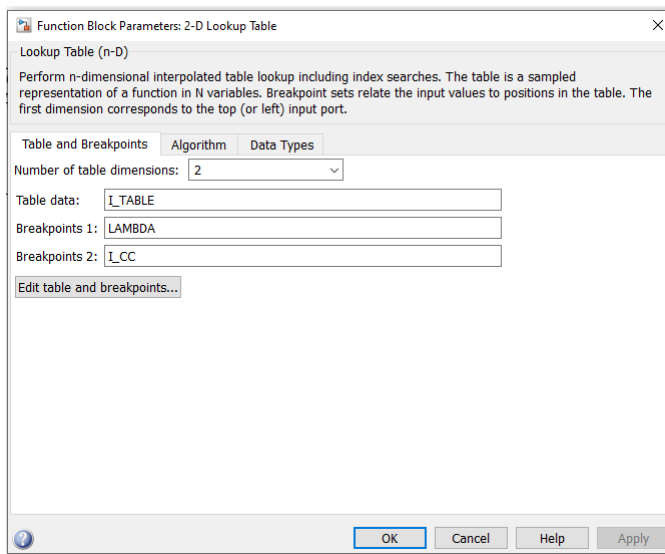 Function Block Parameters: 2-D Lookup Table
Lookup Table (n-D)
Perform n-dimensional interpolated table lookup including index searches. The table is a sampled
representation of a function in N variables. Breakpoint sets relate the input values to positions in the table. The
first dimension corresponds to the top (or left) input port.
Table and Breakpoints Algorithm Data Types
Number of table dimensions: 2
Table data: I_TABLE
Breakpoints 1: LAMBDA
Breakpoints 2: I_CC
Edit table and breakpoints...
OK Cancel Help Apply